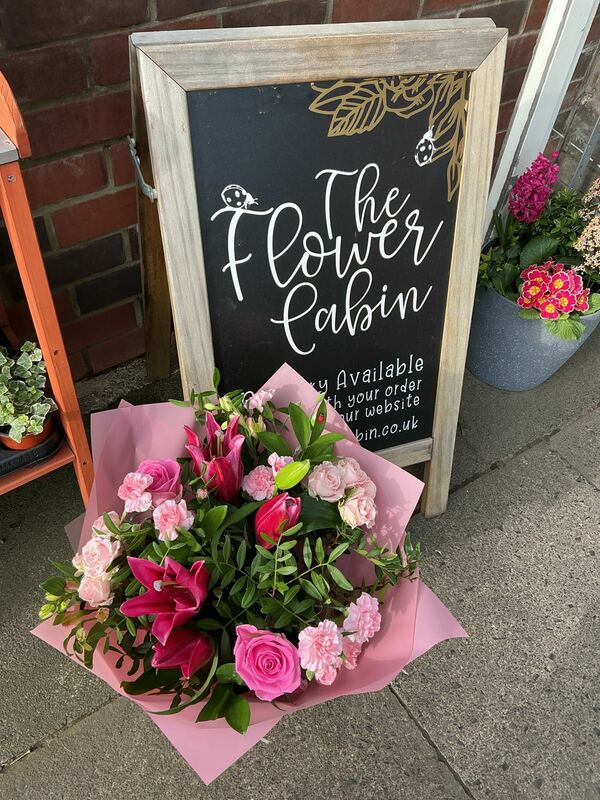 The
Flower
Cabin
Available
your order
our website
bin.co.uk